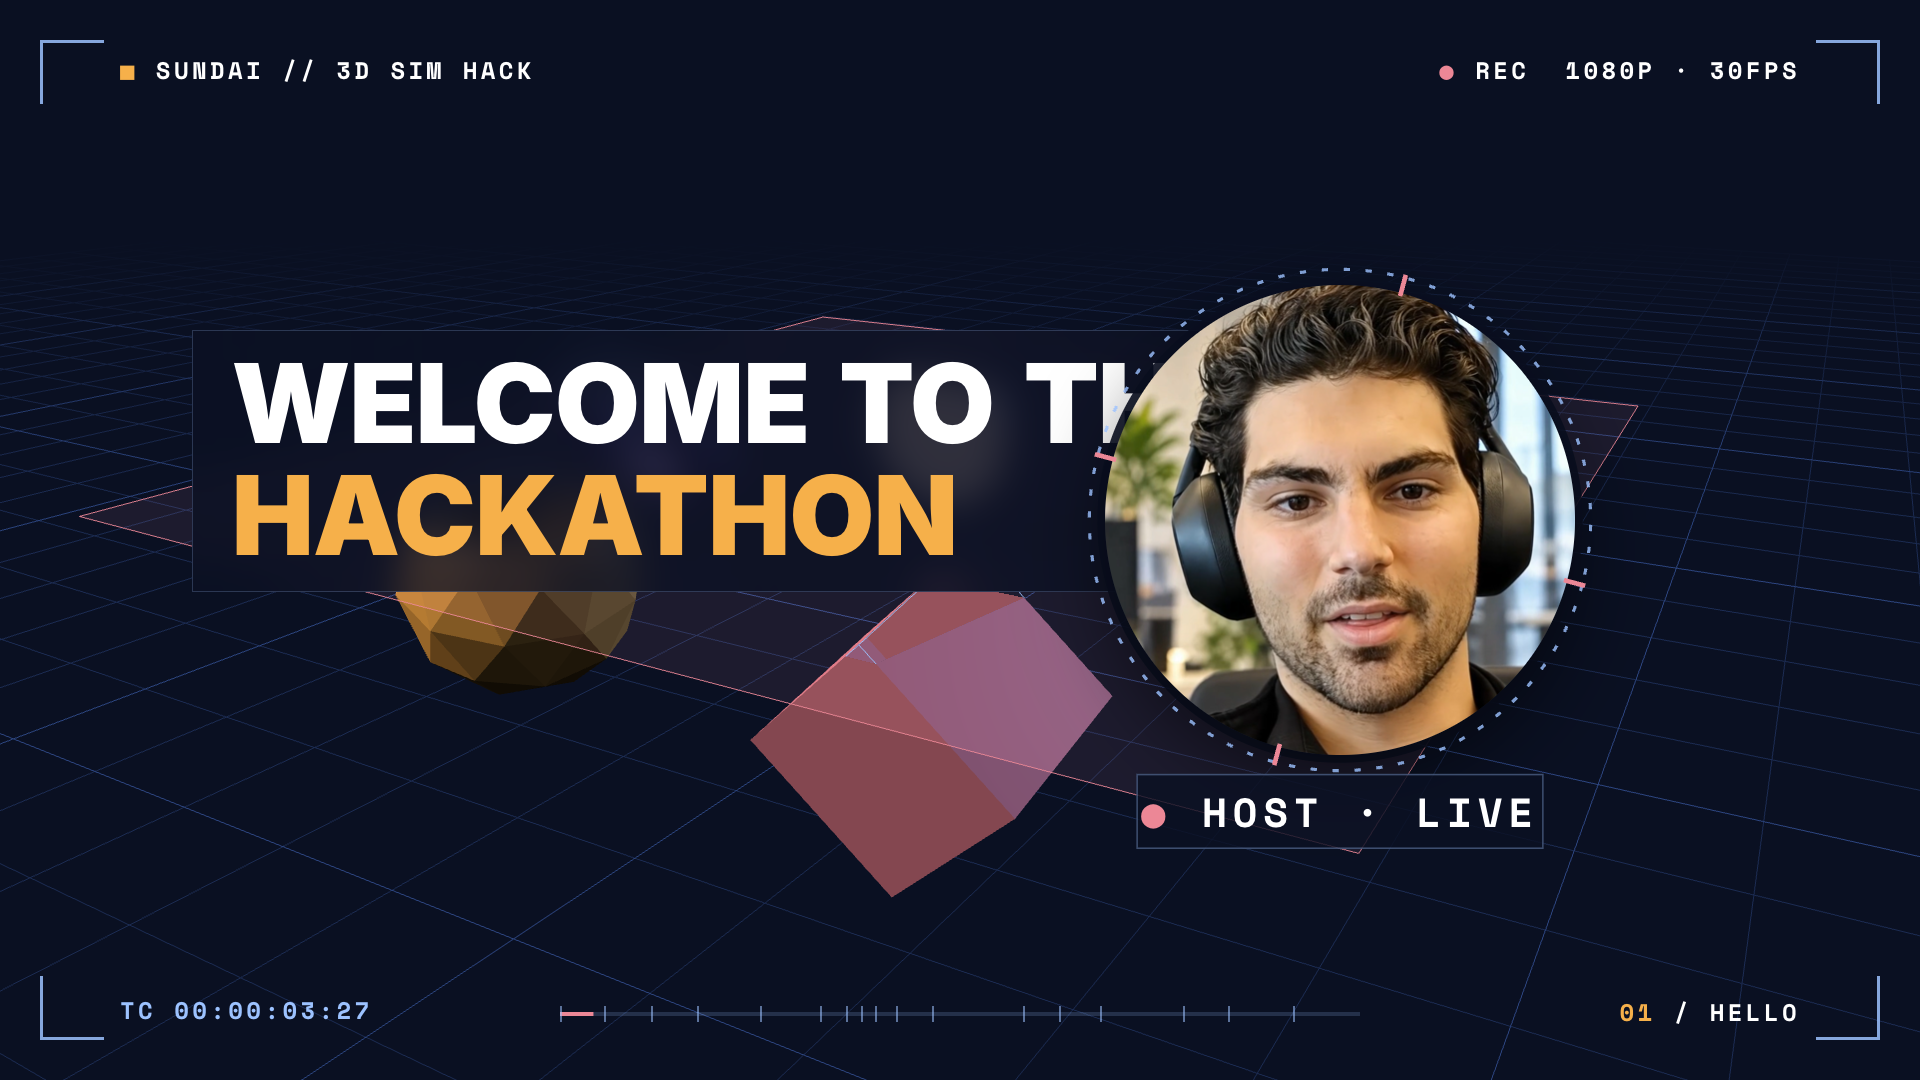 SUNDAI // 3D SIM HACK
REC 1080P · 30FPS
WELCOME TO
HACKATHON
HOST · LIVE
TC 00:00:03:27
01 / HELLO